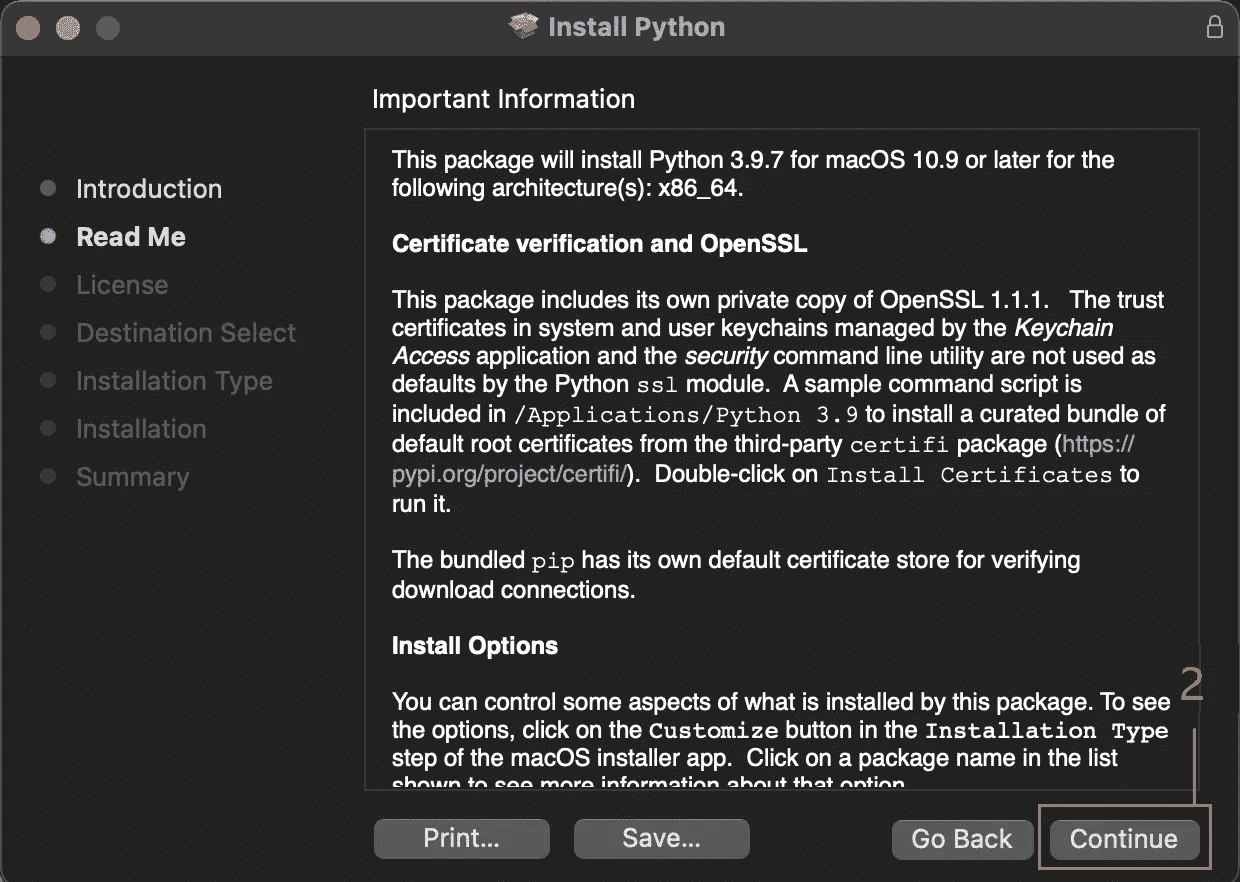 Install Python
Important Information
Introduction
Read Me
License
Destination Select
Installation Type
Installation
Summary
This package will install Python 3.9.7 for macOS 10.9 or later for the
following architecture(s): x86_64.
Certificate verification and OpenSSL
This package includes its own private copy of OpenSSL 1.1.1.   The trust
certificates in system and user keychains managed by the Keychain
Access application and the security command line utility are not used as
defaults by the Python ssl module.  A sample command script is
included in /Applications/Python 3.9 to install a curated bundle of
default root certificates from the third-party certifi package (https://
pypi.org/project/certifi/).  Double-click on Install Certificates to
run it.
The bundled pip has its own default certificate store for verifying
download connections.
Install Options
You can control some aspects of what is installed by this package. To see
the options, click on the Customize button in the Installation Type
step of the macOS installer app.  Click on a package name in the list
shown to see more information about that option.
2
Print...
Save...
Go Back
Continue